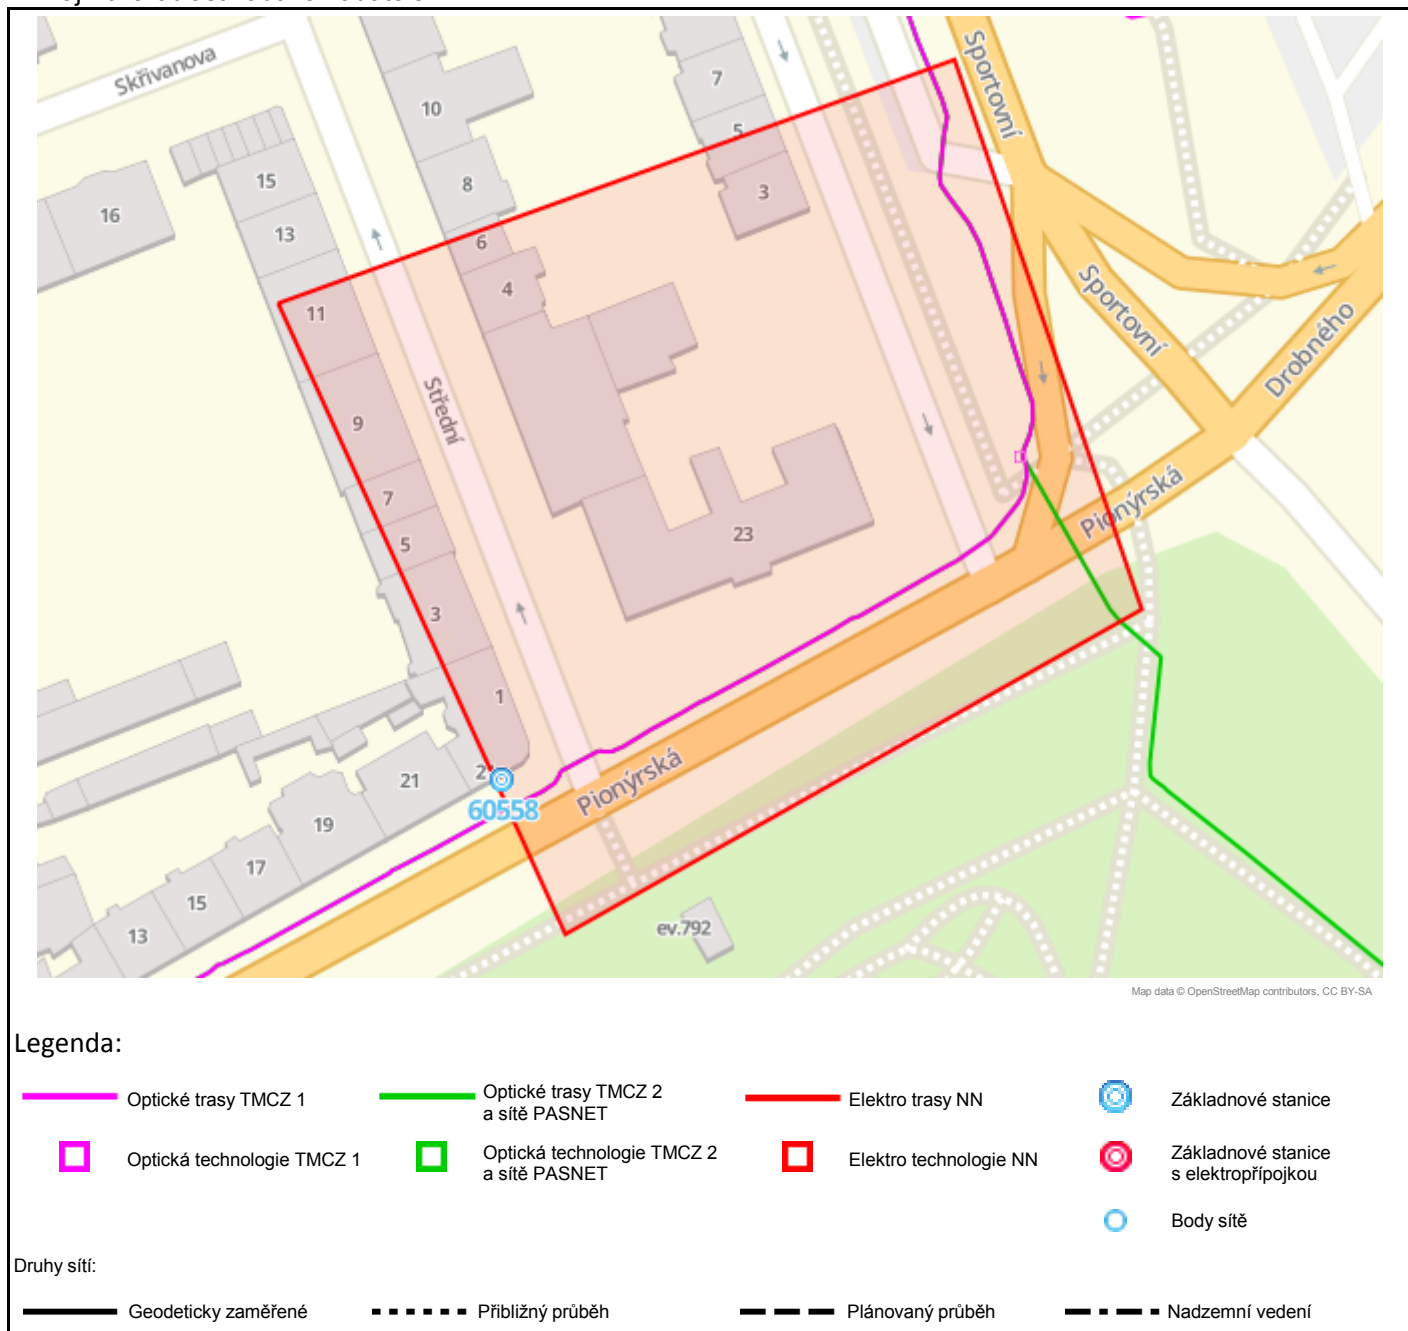 Skřivanova
Sportovní
7
10
5
15
8
3
16
13
6
4
11
Sportovní
Drobného
Střední
9
Pionýrská
7
23
5
3
1
2
21
Pionýrská
60558
19
17
15
ev.792
13
Map data © OpenStreetMap contributors, CC BY-SA
Legenda:
Optické trasy TMCZ 1
Optické trasy TMCZ 2
a sítě PASNET
Elektro trasy NN
Základnové stanice
Optická technologie TMCZ 1
Optická technologie TMCZ 2
a sítě PASNET
Elektro technologie NN
Základnové stanice
s elektropřípojkou
Body sítě
Druhy sítí:
Geodeticky zaměřené
Přibližný průběh
Plánovaný průběh
Nadzemní vedení